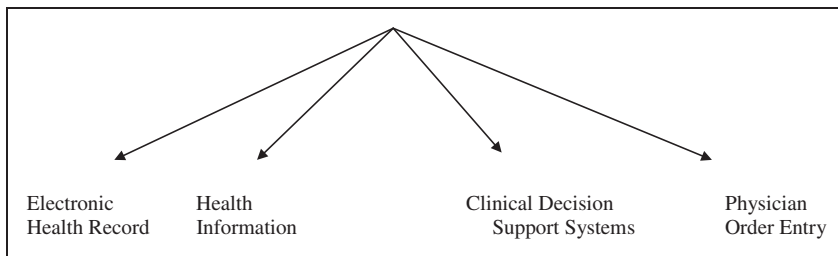 Electronic
Health Record
Health
Information
Clinical Decision
Support Systems
Physician
Order Entry